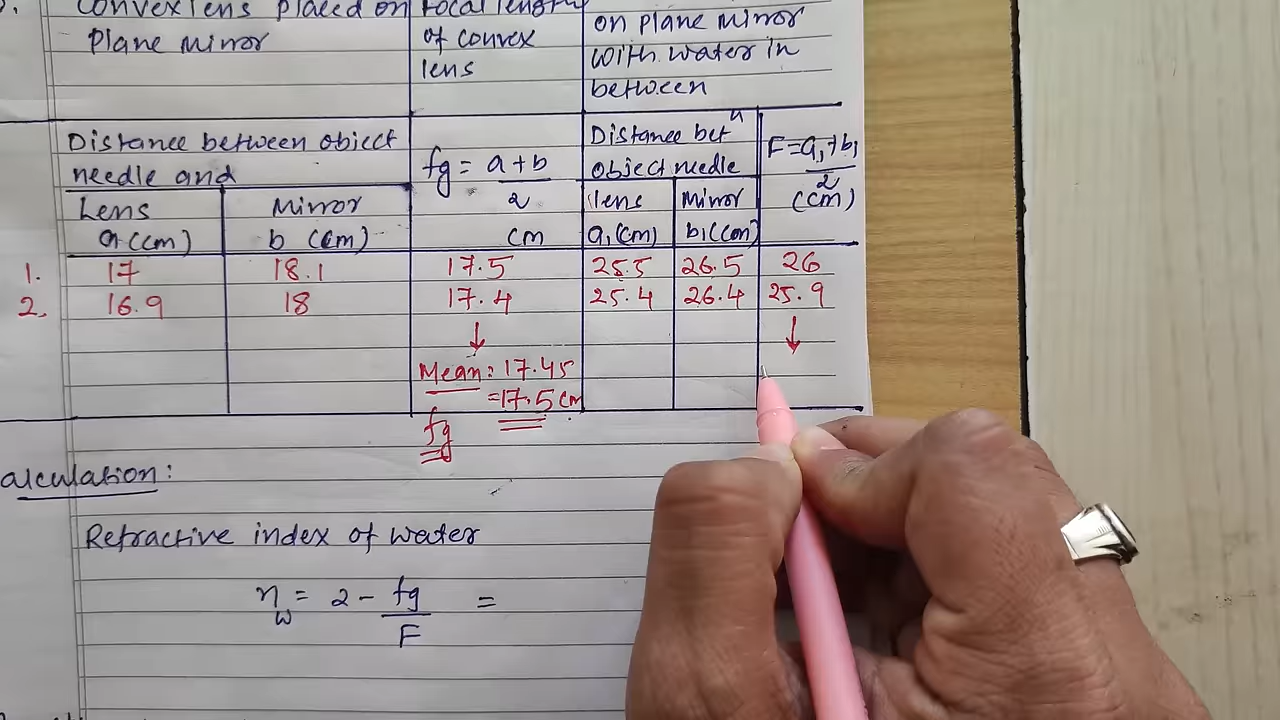 Convex lens placed on
Plane mirror
focal length
of convex
lens
on plane mirror
with water in
between
Distance between object
needle and
Lens
a (cm)
Mirror
b (cm)
fg = a+b
2
cm
Distance betⁿ
object needle
lens
a₁(cm)
Mirror
b₁(cm)
F = a₁+b₁
2
(cm)
1. 17 18.1 17.5 25.5 26.5 26
2. 16.9 18 17.4 25.4 26.4 25.9
↓ ↓
Mean: 17.45
=17.5 cm
fg
alculation:
Refractive index of water
n_w = 2 - fg =
F